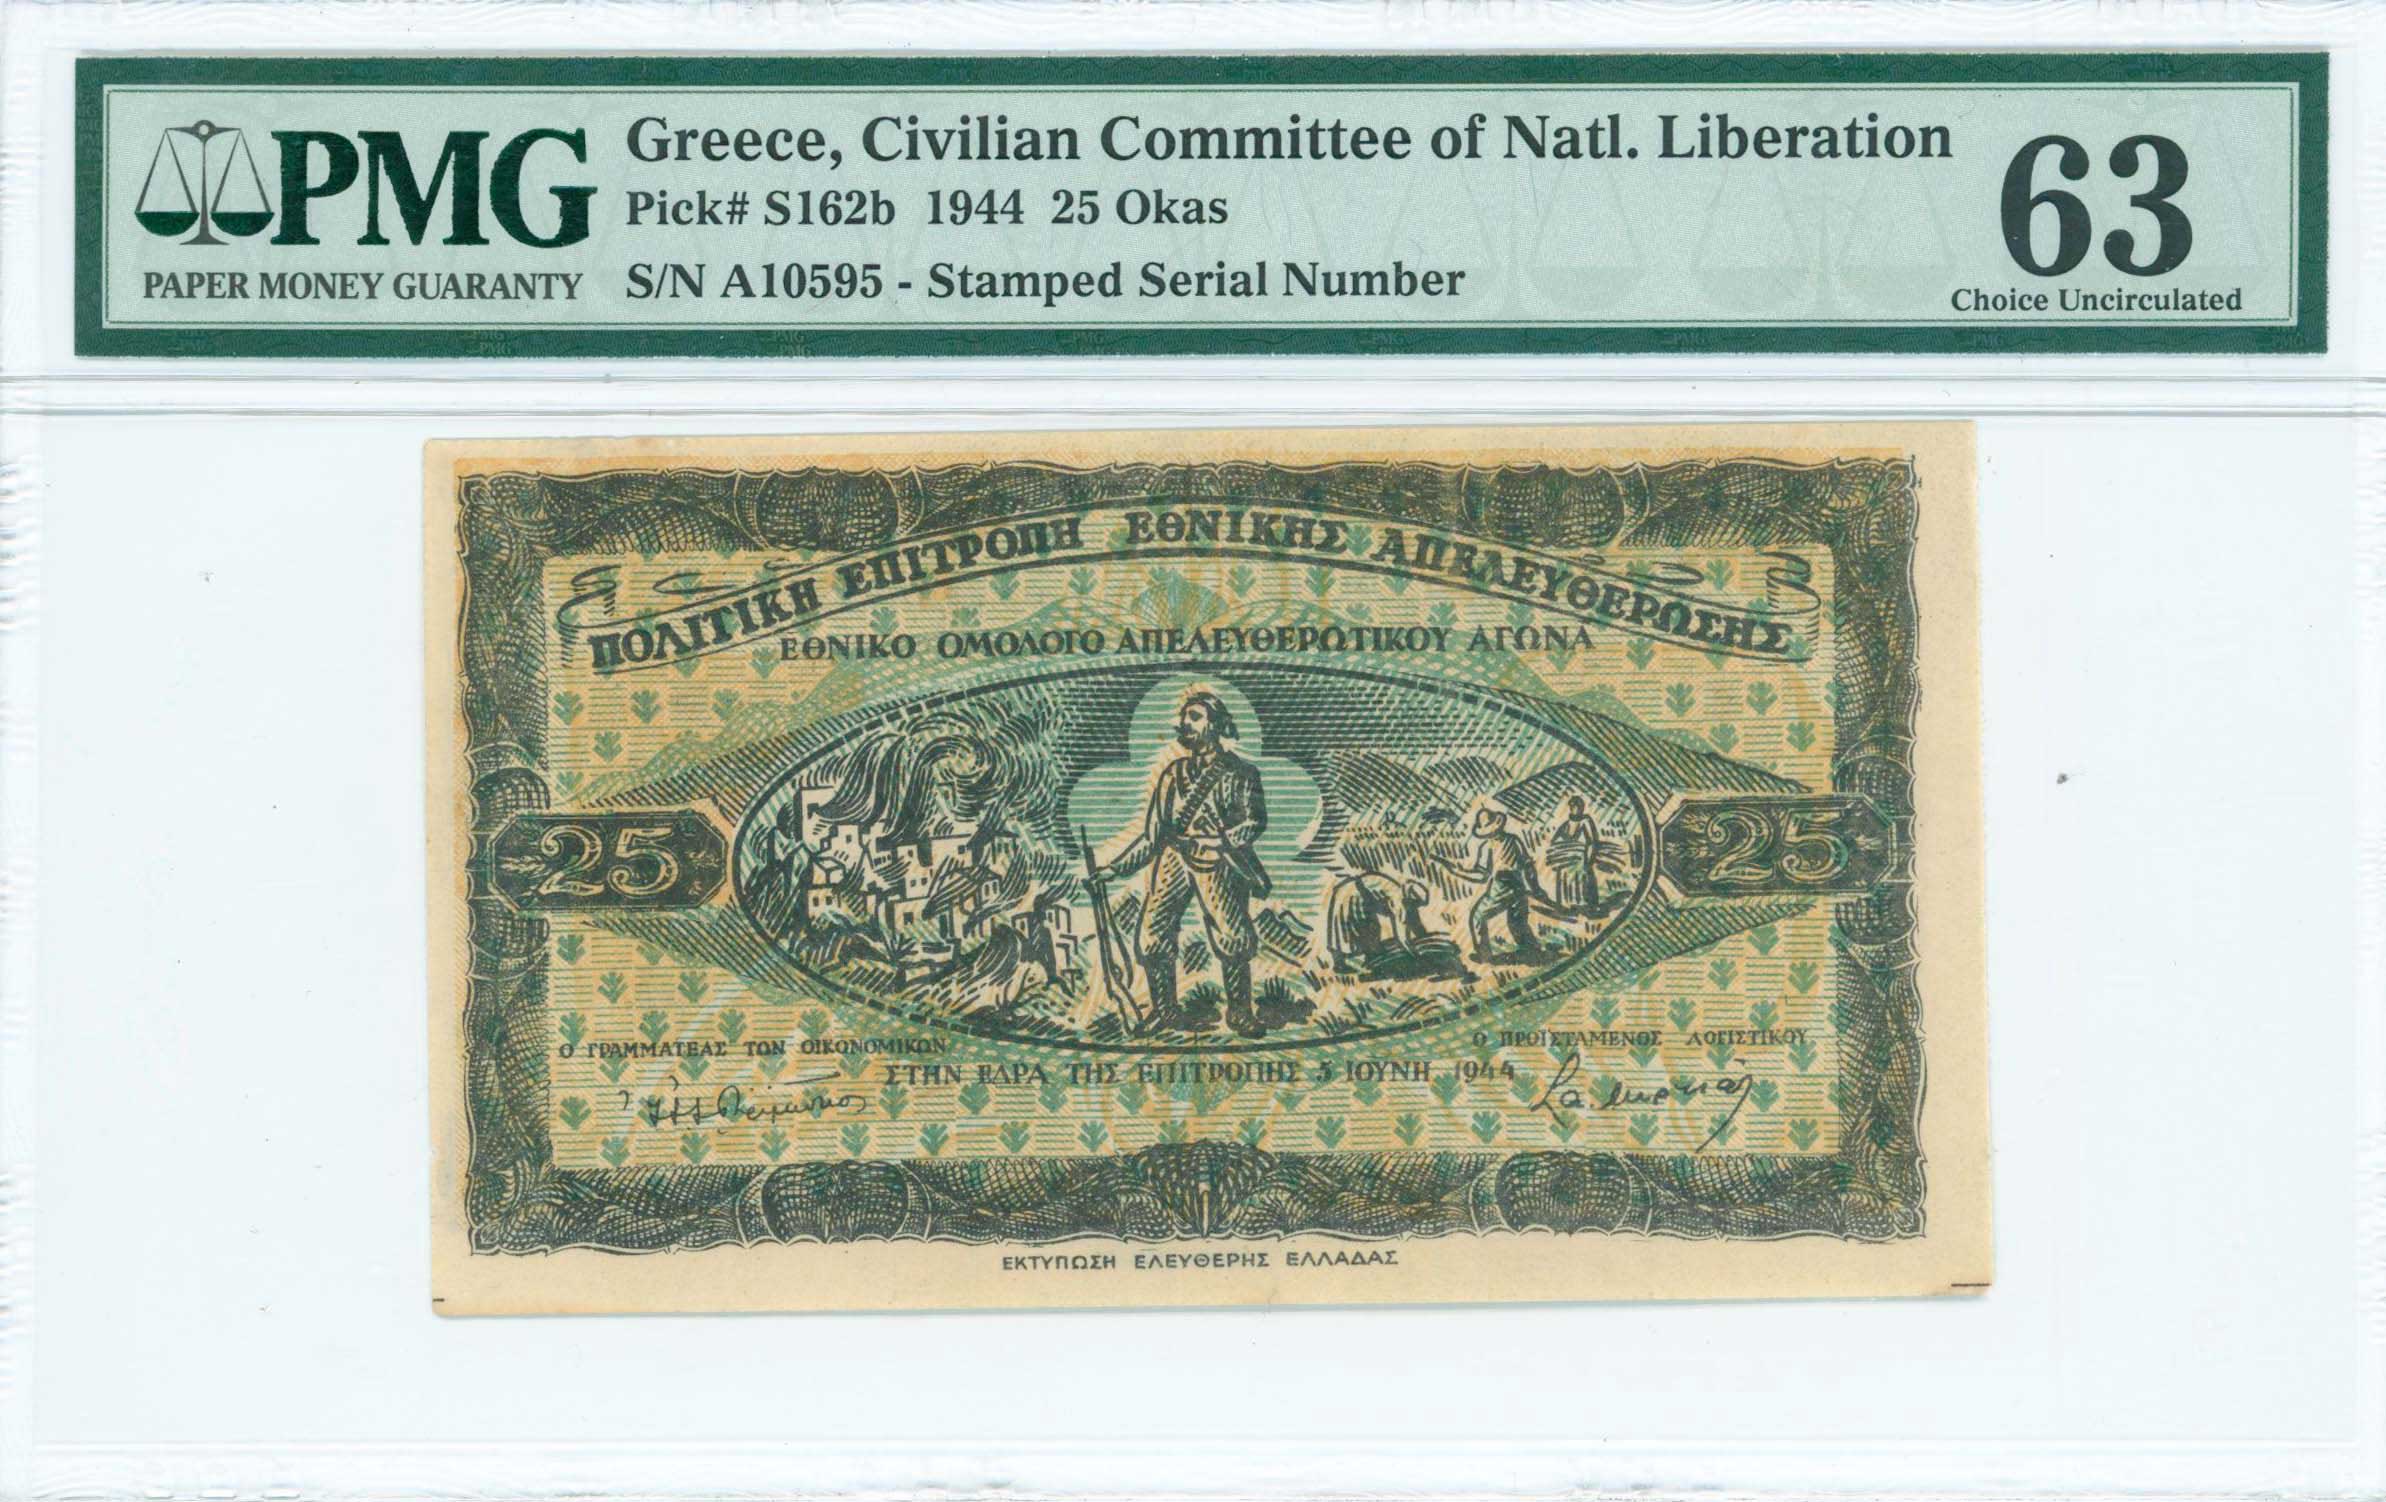 PMG
PAPER MONEY GUARANTY
Greece, Civilian Committee of Natl. Liberation
Pick# S162b 1944 25 Okas
S/N A10595 - Stamped Serial Number
63
Choice Uncirculated
ΠΟΛΙΤΙΚΗ ΕΠΙΤΡΟΠΗ ΕΘΝΙΚΗΣ ΑΠΕΛΕΥΘΕΡΩΣΗΣ
ΕΘΝΙΚΟ ΟΜΟΛΟΓΟ ΑΠΕΛΕΥΘΕΡΩΤΙΚΟΥ ΑΓΩΝΑ
25 25
Ο ΓΡΑΜΜΑΤΕΑΣ ΤΩΝ ΟΙΚΟΝΟΜΙΚΩΝ
Ο ΠΡΟΪΣΤΑΜΕΝΟΣ ΛΟΓΙΣΤΙΚΟΥ
ΣΤΗΝ ΕΔΡΑ ΤΗΣ ΕΠΙΤΡΟΠΗΣ 5 ΙΟΥΝΗ 1944
ΕΚΤΥΠΩΣΗ ΕΛΕΥΘΕΡΗΣ ΕΛΛΑΔΑΣ